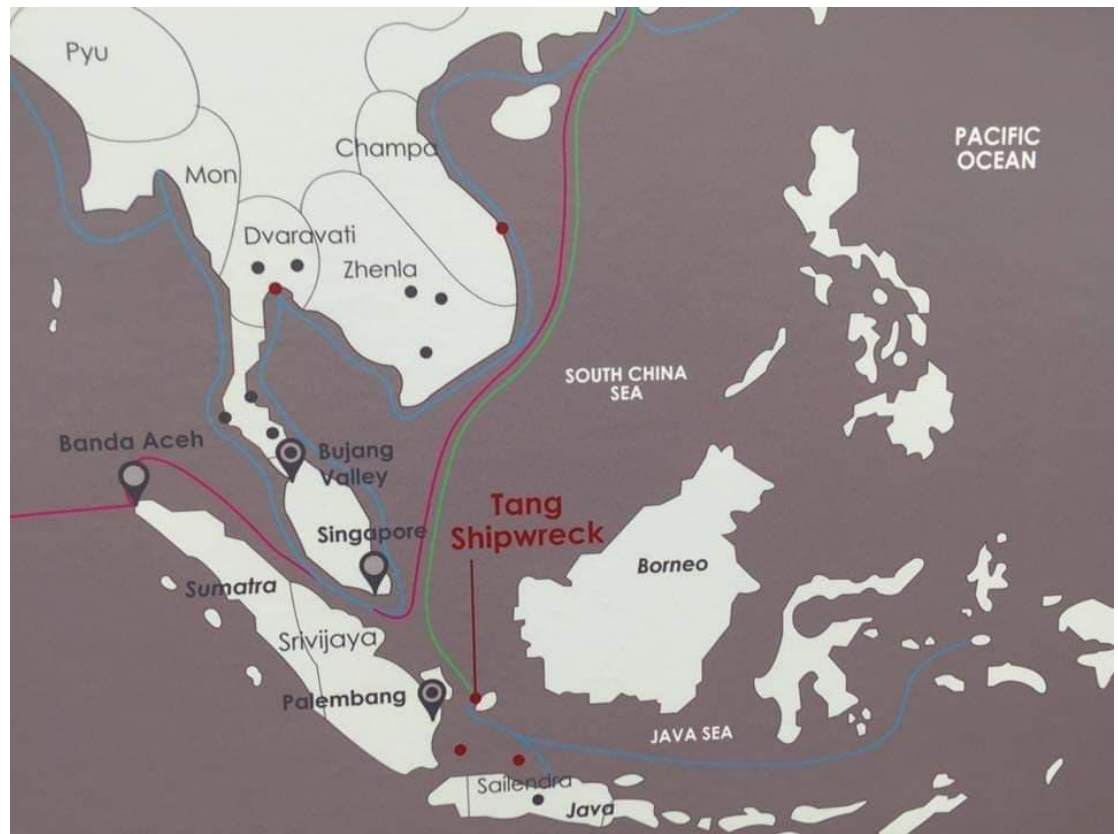 Pyu
PACIFIC
OCEAN
Champa
Mon
Dvaravati
Zhenla
SOUTH CHINA
SEA
Banda Aceh
Bujang
Valley
Tang
Shipwreck
Singapore
Borneo
Sumatra
Srivijaya
Palembang
JAVA SEA
Sailendra
Java